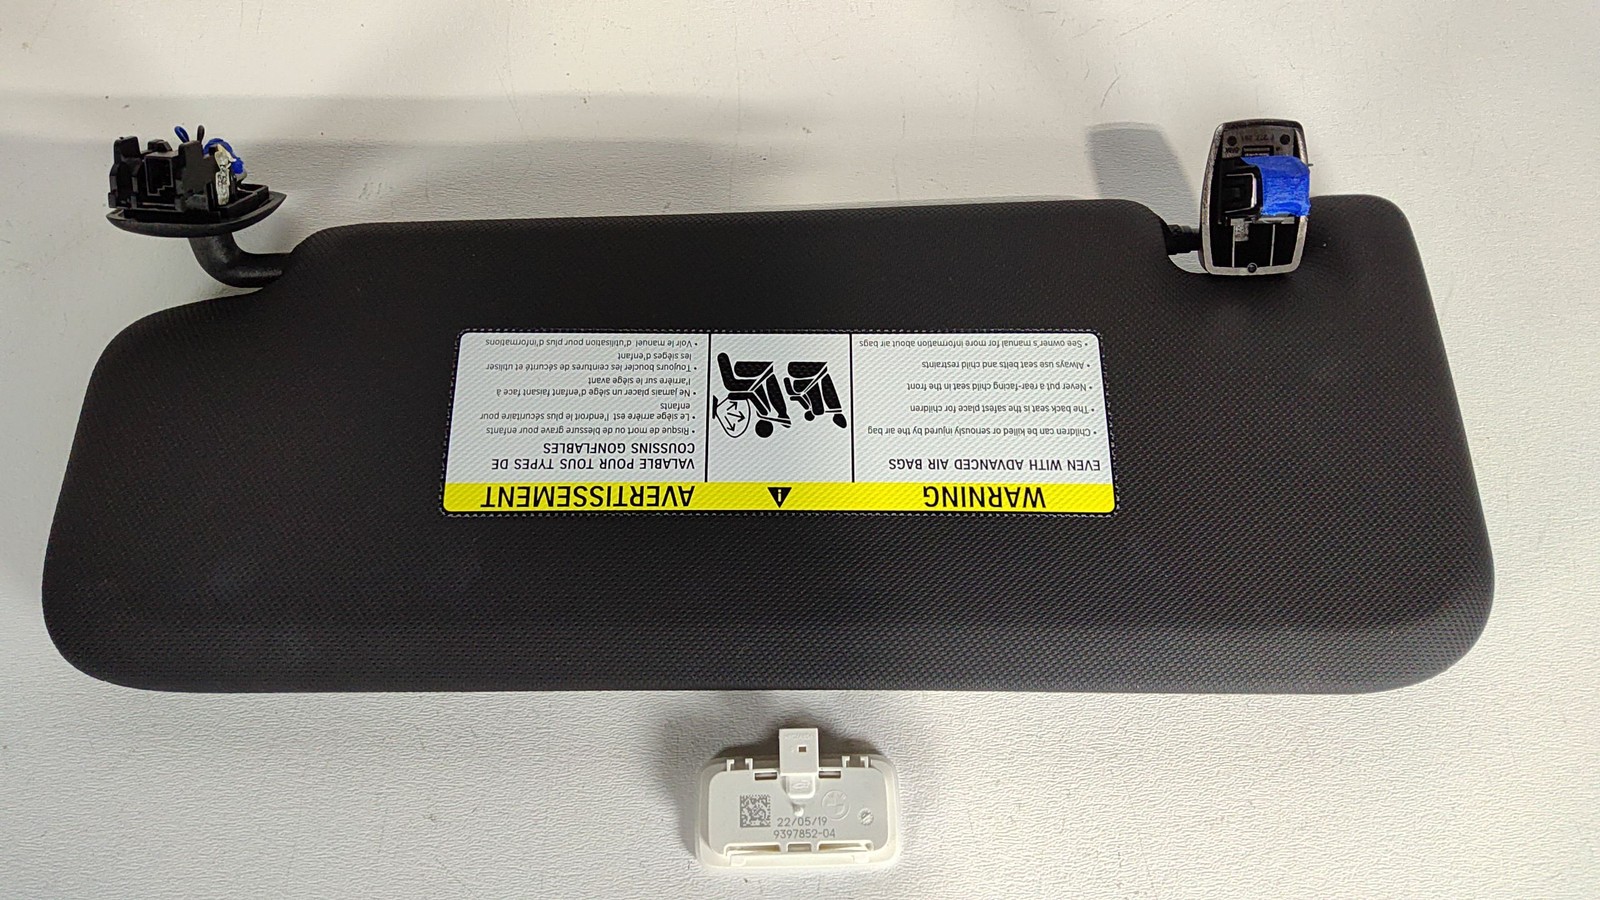 WARNING
EVEN WITH ADVANCED AIR BAGS
• Children can be killed or seriously injured by the air bag
• The back seat is the safest place for children
• Never put a rear-facing child seat in the front
• Always use seat belts and child restraints
• See owner's manual for more information about air bags
AVERTISSEMENT
VALABLE POUR TOUS TYPES DE
COUSSINS GONFLABLES
• Risque de mort ou de blessure grave pour enfants
• Le siège arrière est l'endroit le plus sécuritaire pour
enfants
• Ne jamais placer un siège d'enfant faisant face à
l'arrière sur le siège avant
• Toujours boucler les ceintures de sécurité et utiliser
les sièges d'enfant
• Voir le manuel d'utilisation pour plus d'informations
22/05/19
9397852-04